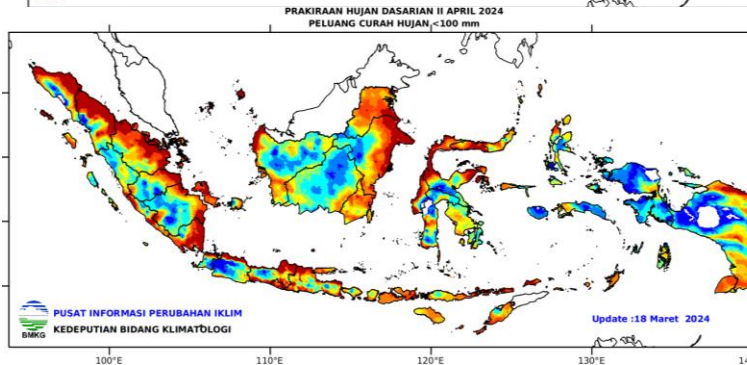 PRAKIRAAN HUJAN DASARIAN II APRIL 2024
PELUANG CURAH HUJAN <100 mm
PUSAT INFORMASI PERUBAHAN IKLIM
KEDEPUTIAN BIDANG KLIMATOLOGI
BMKG
Update :18 Maret 2024
100°E
110°E
120°E
130°E
14